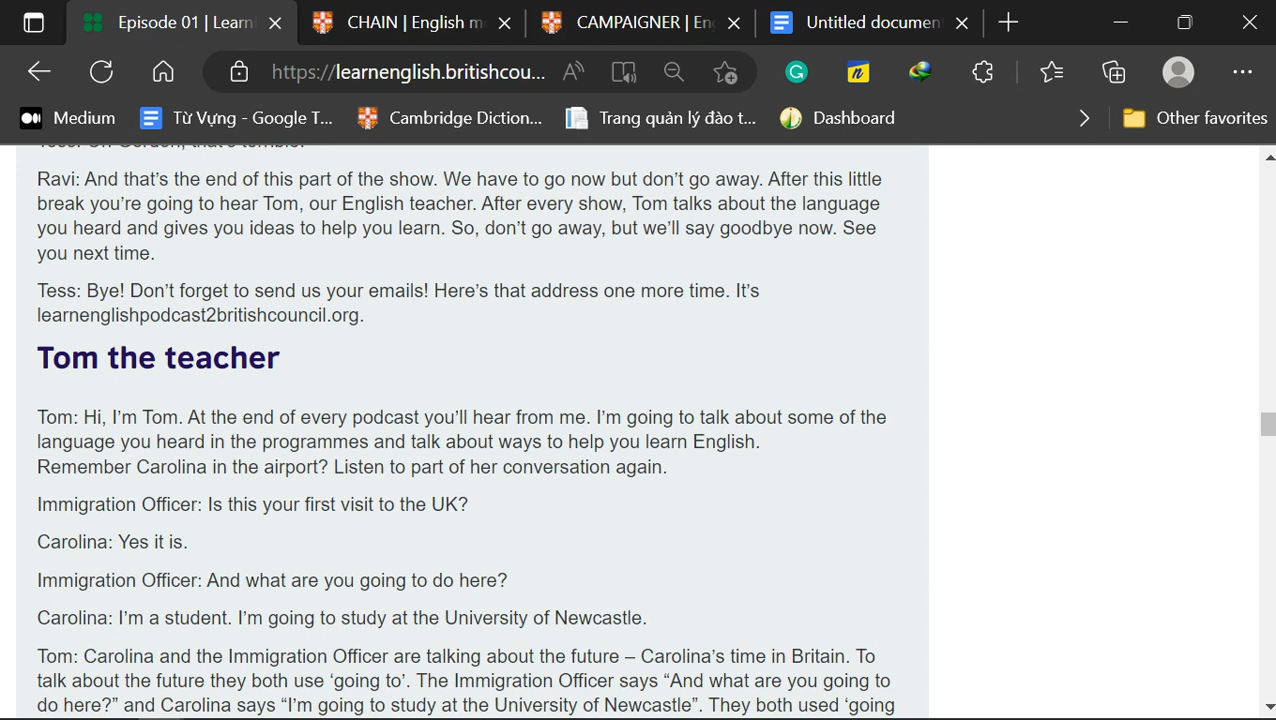 Episode 01 | Learn
CHAIN | English m
CAMPAIGNER | En
Untitled documen
https://learnenglish.britishcou...
Medium
Từ Vựng - Google T...
Cambridge Diction...
Trang quản lý đào t...
Dashboard
Other favorites
Ravi: And that's the end of this part of the show. We have to go now but don't go away. After this little
break you're going to hear Tom, our English teacher. After every show, Tom talks about the language
you heard and gives you ideas to help you learn. So, don't go away, but we'll say goodbye now. See
you next time.
Tess: Bye! Don't forget to send us your emails! Here's that address one more time. It's
learnenglishpodcast2britishcouncil.org.
Tom the teacher
Tom: Hi, I'm Tom. At the end of every podcast you'll hear from me. I'm going to talk about some of the
language you heard in the programmes and talk about ways to help you learn English.
Remember Carolina in the airport? Listen to part of her conversation again.
Immigration Officer: Is this your first visit to the UK?
Carolina: Yes it is.
Immigration Officer: And what are you going to do here?
Carolina: I'm a student. I'm going to study at the University of Newcastle.
Tom: Carolina and the Immigration Officer are talking about the future – Carolina's time in Britain. To
talk about the future they both use 'going to'. The Immigration Officer says “And what are you going to
do here?” and Carolina says “I'm going to study at the University of Newcastle”. They both used 'going